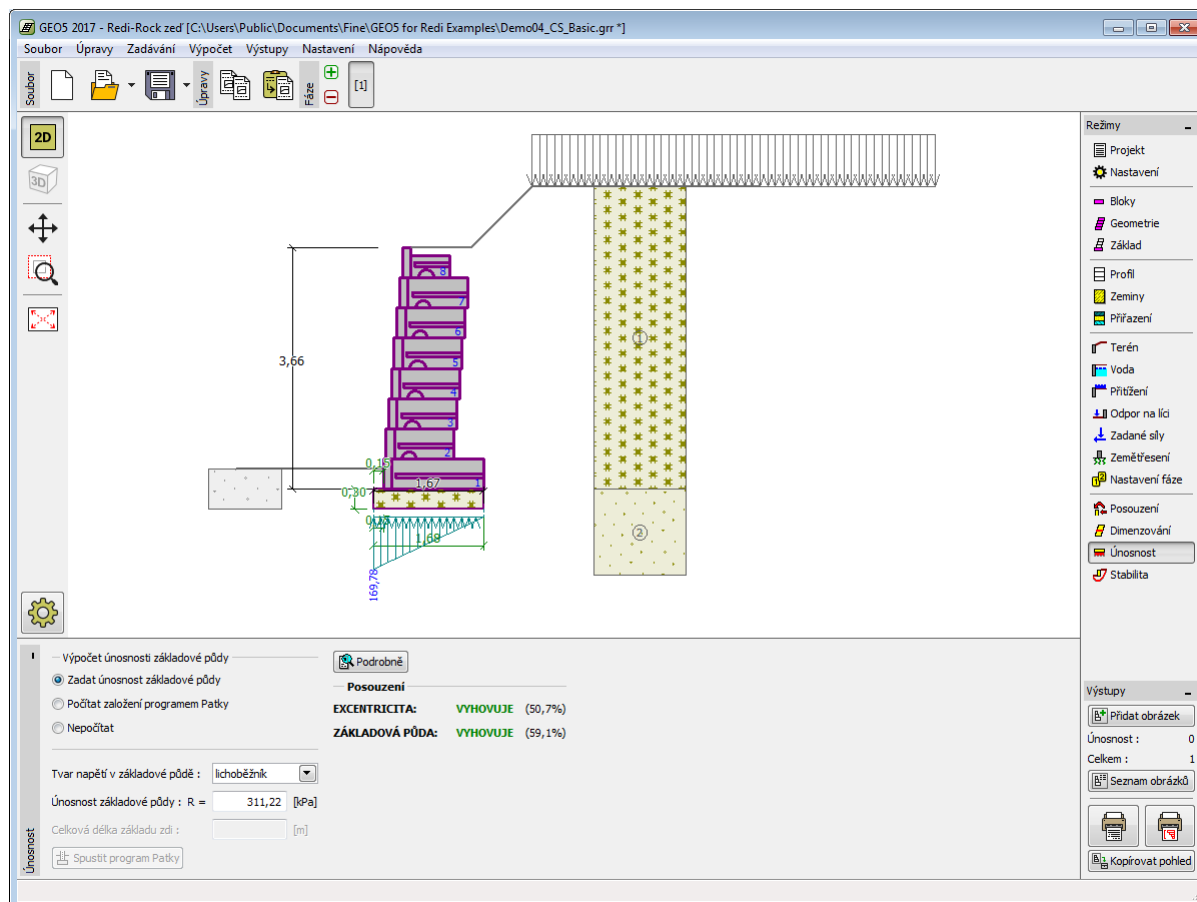 GEO5 2017 - Redi-Rock zeď [C:\Users\Public\Documents\Fine\GEO5 for Redi Examples\Demo04_CS_Basic.grr *]
Soubor Úpravy Zadávání Výpočet Výstupy Nastavení Nápověda
Soubor
Úpravy
Fáze
[1]
2D
3D
3,66
8
7
6
5
4
3
2
1
0,15
1,67
0,30
1,68
169,78
1
2
Režimy
Projekt
Nastavení
Bloky
Geometrie
Základ
Profil
Zeminy
Přiřazení
Terén
Voda
Přitížení
Odpor na líci
Zadané síly
Zemětřesení
Nastavení fáze
Posouzení
Dimenzování
Únosnost
Stabilita
Únosnost
Výpočet únosnosti základové půdy
Zadat únosnost základové půdy
Počítat založení programem Patky
Nepočítat
Tvar napětí v základové půdě : lichoběžník
Únosnost základové půdy : R = 311,22 [kPa]
Celková délka základu zdi : [m]
Spustit program Patky
Podrobně
Posouzení
EXCENTRICITA: VYHOVUJE (50,7%)
ZÁKLADOVÁ PŮDA: VYHOVUJE (59,1%)
Výstupy
Přidat obrázek
Únosnost : 0
Celkem : 1
Seznam obrázků
Kopírovat pohled